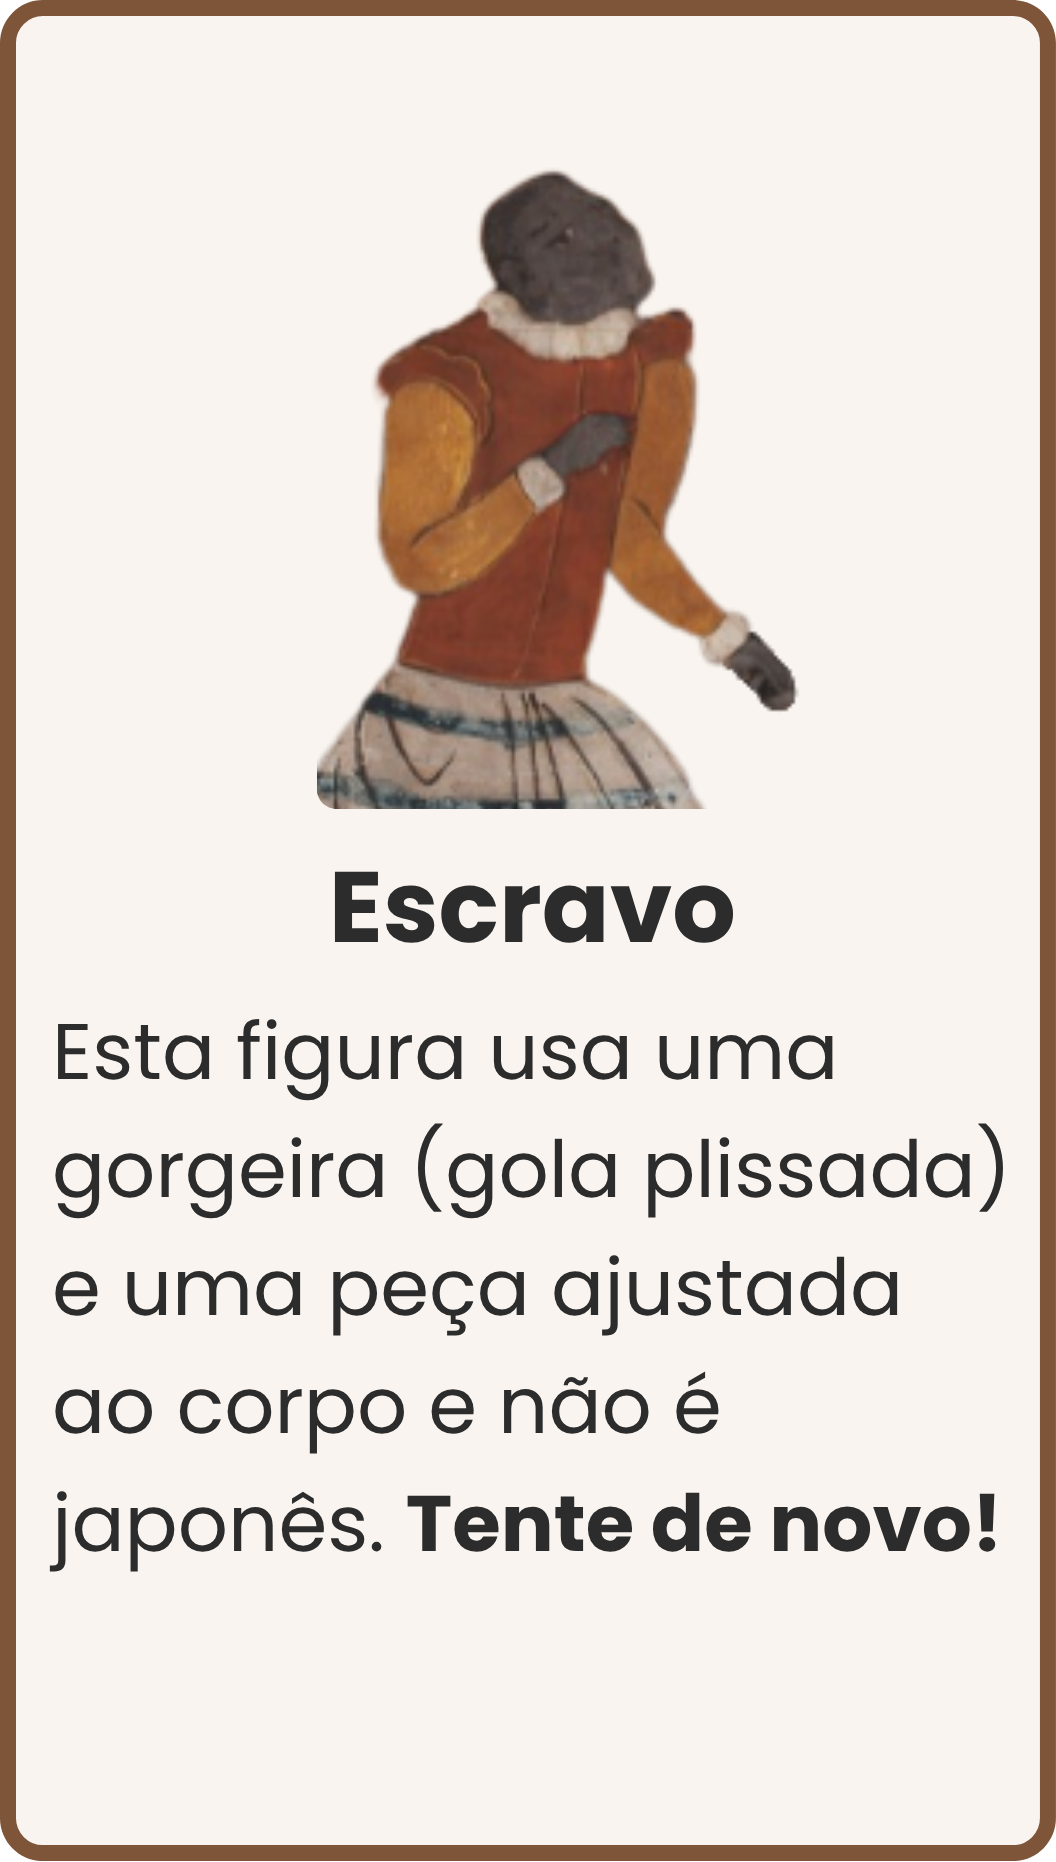 Escravo
Esta figura usa uma
gorgeira (gola plissada)
e uma peça ajustada
ao corpo e não é
japonês. Tente de novo!